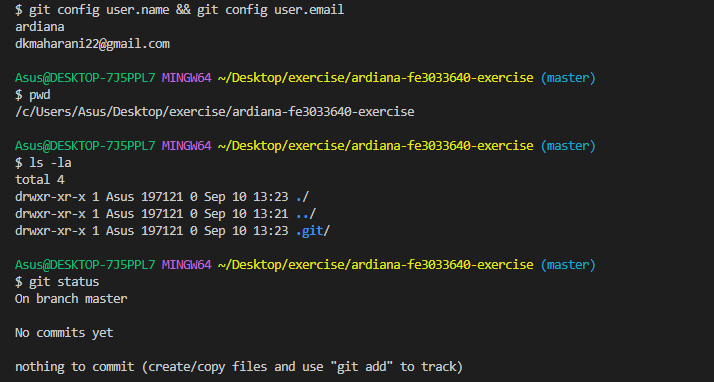 $ git config user.name && git config user.email
ardiana
dkmaharani22@gmail.com
Asus@DESKTOP-7J5PPL7 MINGW64 ~/Desktop/exercise/ardiana-fe3033640-exercise (master)
$ pwd
/c/Users/Asus/Desktop/exercise/ardiana-fe3033640-exercise
Asus@DESKTOP-7J5PPL7 MINGW64 ~/Desktop/exercise/ardiana-fe3033640-exercise (master)
$ ls -la
total 4
drwxr-xr-x 1 Asus 197121 0 Sep 10 13:23 ./
drwxr-xr-x 1 Asus 197121 0 Sep 10 13:21 ../
drwxr-xr-x 1 Asus 197121 0 Sep 10 13:23 .git/
Asus@DESKTOP-7J5PPL7 MINGW64 ~/Desktop/exercise/ardiana-fe3033640-exercise (master)
$ git status
On branch master
No commits yet
nothing to commit (create/copy files and use "git add" to track)